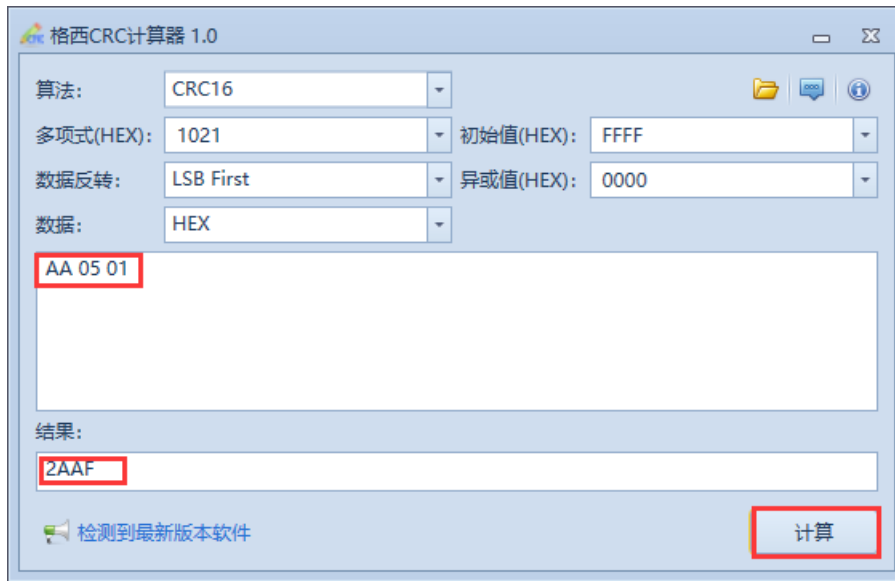 格西CRC计算器 1.0
算法: CRC16
多项式(HEX): 1021 初始值(HEX): FFFF
数据反转: LSB First 异或值(HEX): 0000
数据: HEX
AA 05 01
结果:
2AAF
检测到最新版本软件 计算